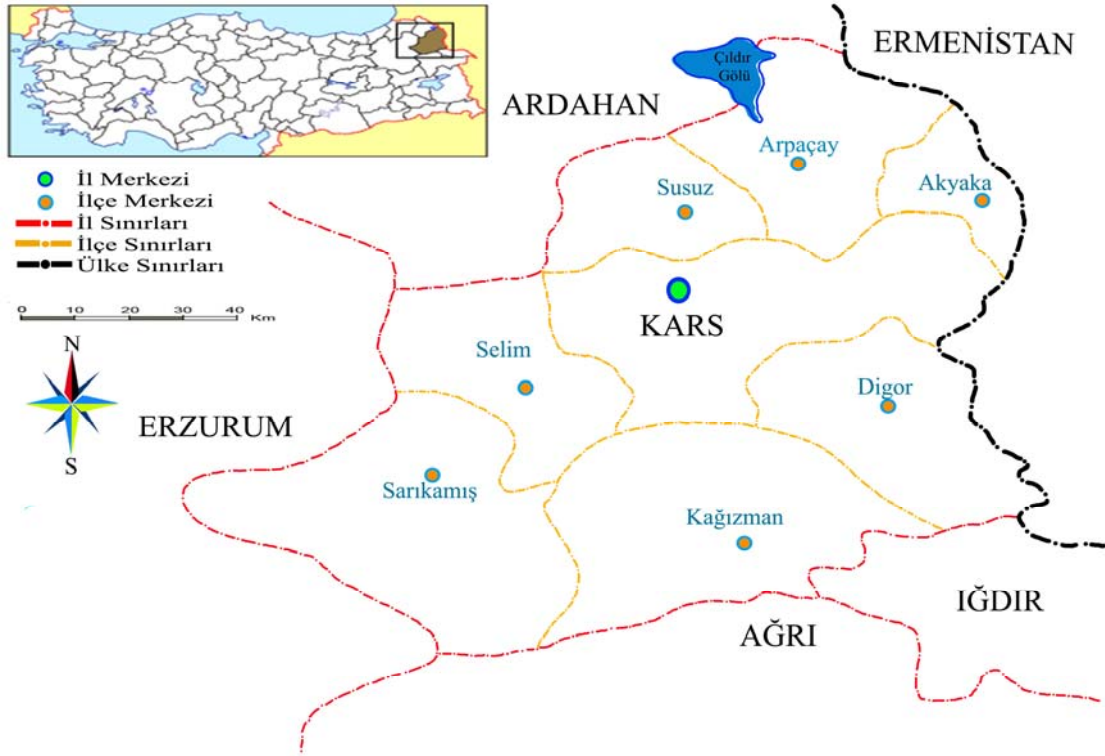 ERMENİSTAN
Çıldır
Gölü
ARDAHAN
Arpaçay
Susuz
Akyaka
İl Merkezi
İlçe Merkezi
İl Sınırları
İlçe Sınırları
Ülke Sınırları
0 10 20 30 40
Km
KARS
N
Selim
Digor
ERZURUM
S
Sarıkamış
Kağızman
IĞDIR
AĞRI